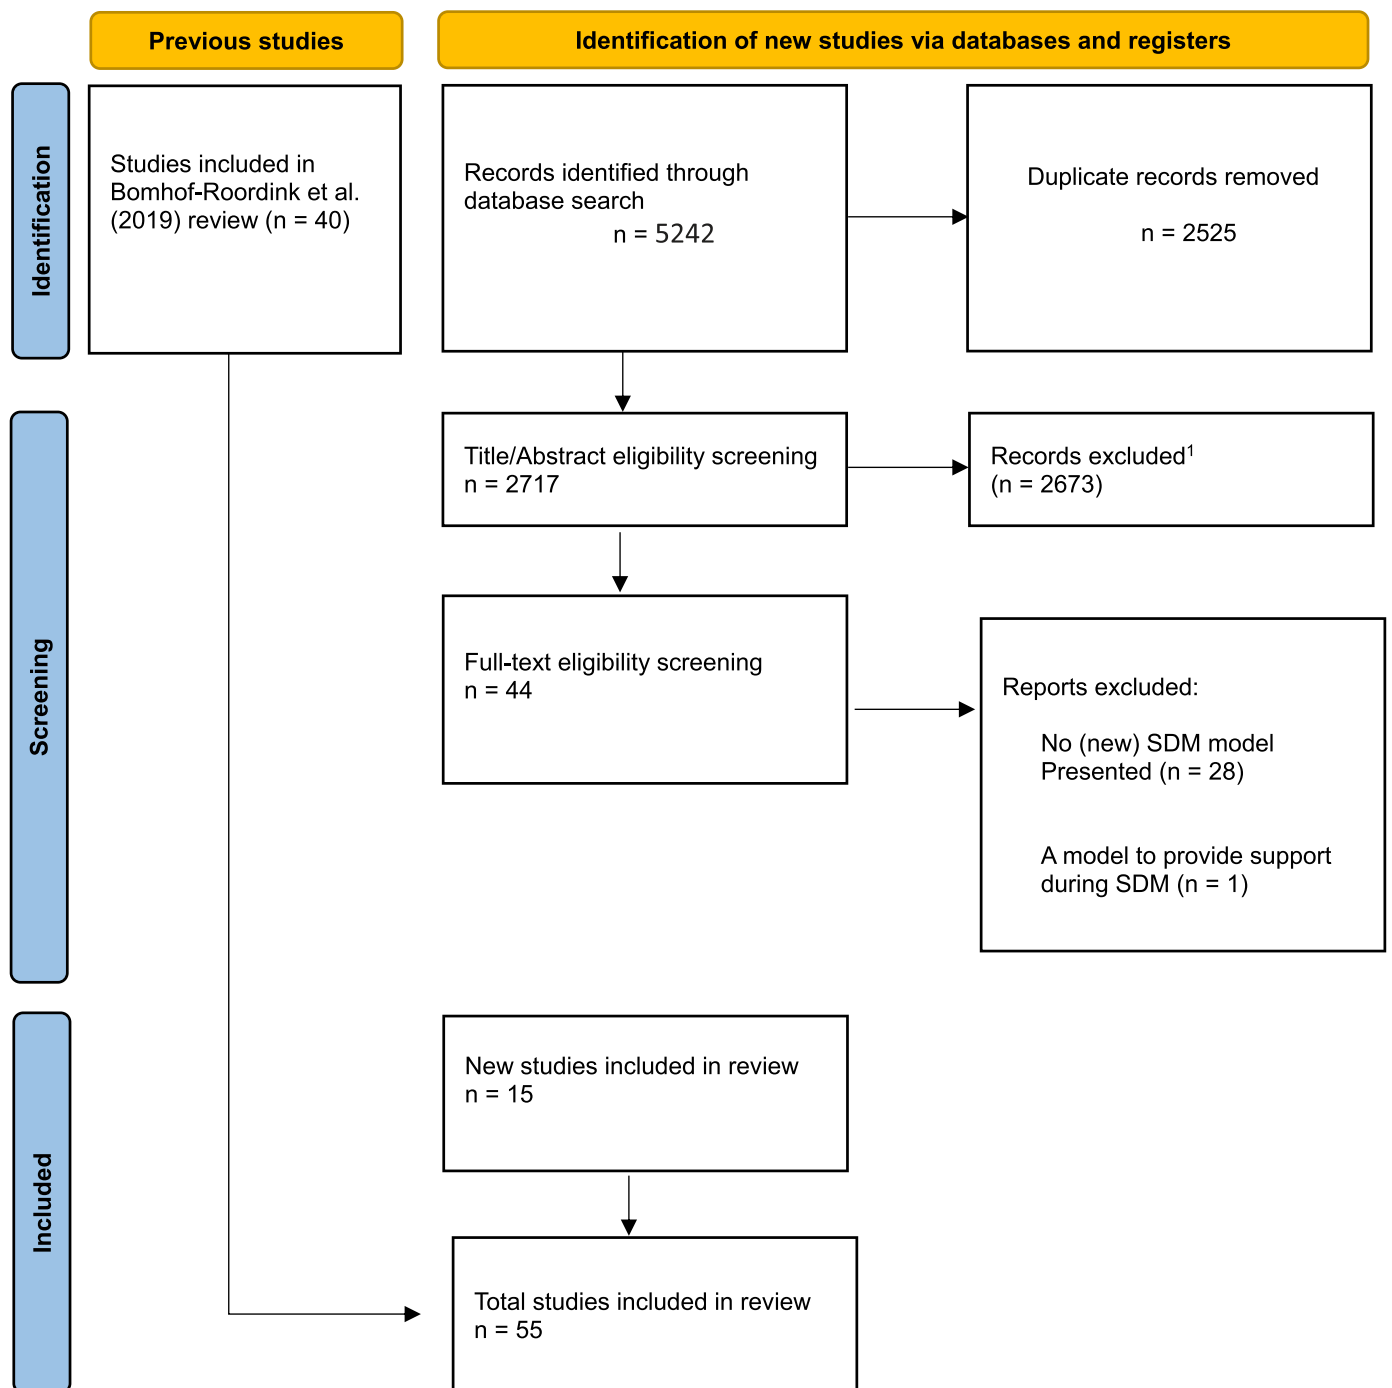 Previous studies
Identification of new studies via databases and registers
Identification
Studies included in
Bomhof-Roordink et al.
(2019) review (n = 40)
Records identified through
database search
n = 5242
Duplicate records removed
n = 2525
Screening
Title/Abstract eligibility screening
n = 2717
Records excluded¹
(n = 2673)
Full-text eligibility screening
n = 44
Reports excluded:
No (new) SDM model
Presented (n = 28)
A model to provide support
during SDM (n = 1)
Included
New studies included in review
n = 15
Total studies included in review
n = 55